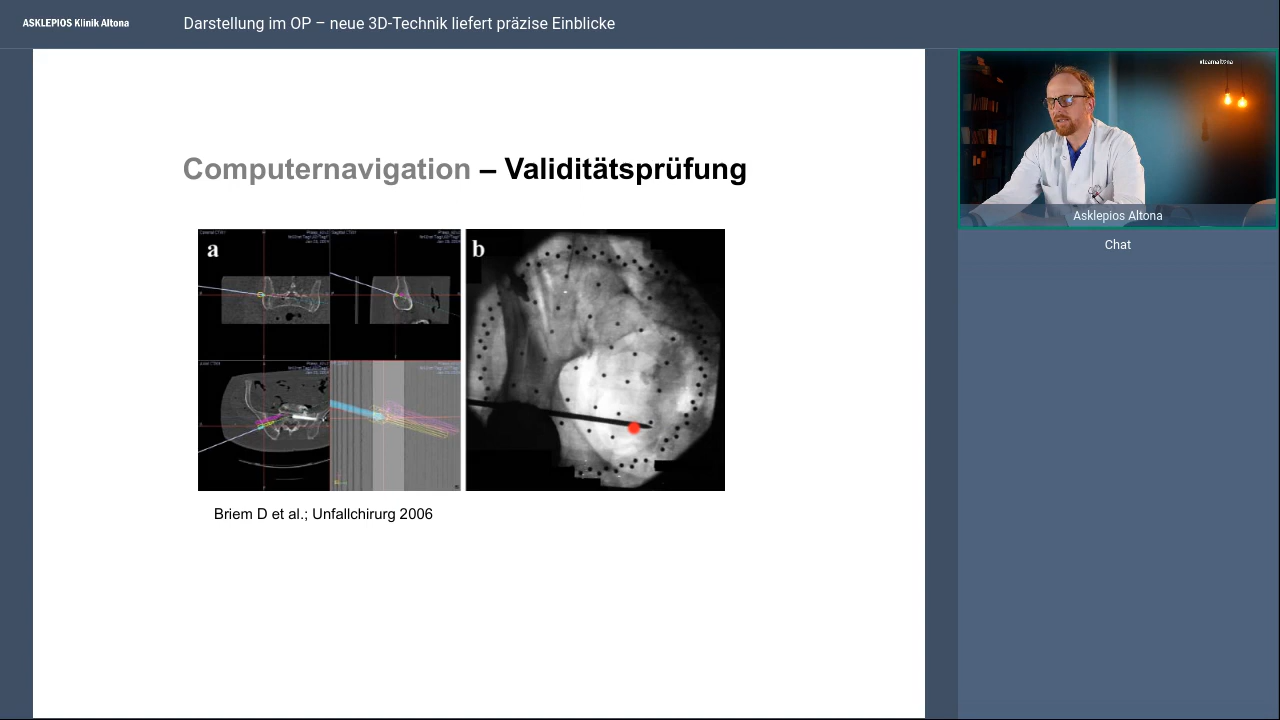 ASKLEPIOS Klinik Altona
Darstellung im OP – neue 3D-Technik liefert präzise Einblicke
#teamaltona
Computernavigation – Validitätsprüfung
a
b
Asklepios Altona
Chat
Briem D et al.; Unfallchirurg 2006